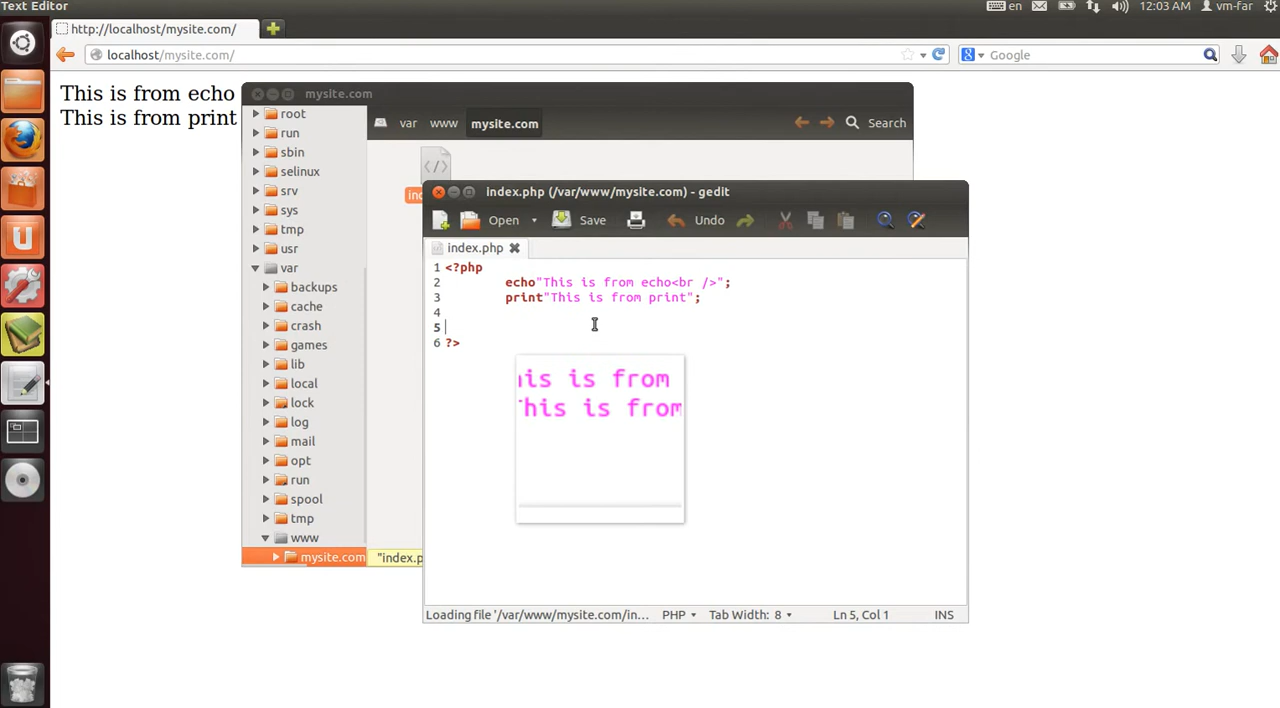 Text Editor
en
12:03 AM
vm-far
http://localhost/mysite.com/
localhost/mysite.com/
Google
This is from echo
This is from print
mysite.com
var
www
mysite.com
Search
root
run
sbin
selinux
srv
sys
tmp
usr
var
backups
cache
crash
games
lib
local
lock
log
mail
opt
run
spool
tmp
www
mysite.com
"index.p
index.php (/var/www/mysite.com) - gedit
Open
Save
Undo
index.php
1 <?php
2 echo"This is from echo<br />";
3 print"This is from print";
4
5
6 ?>
his is from
This is from
Loading file '/var/www/mysite.com/in...
PHP
Tab Width: 8
Ln 5, Col 1
INS